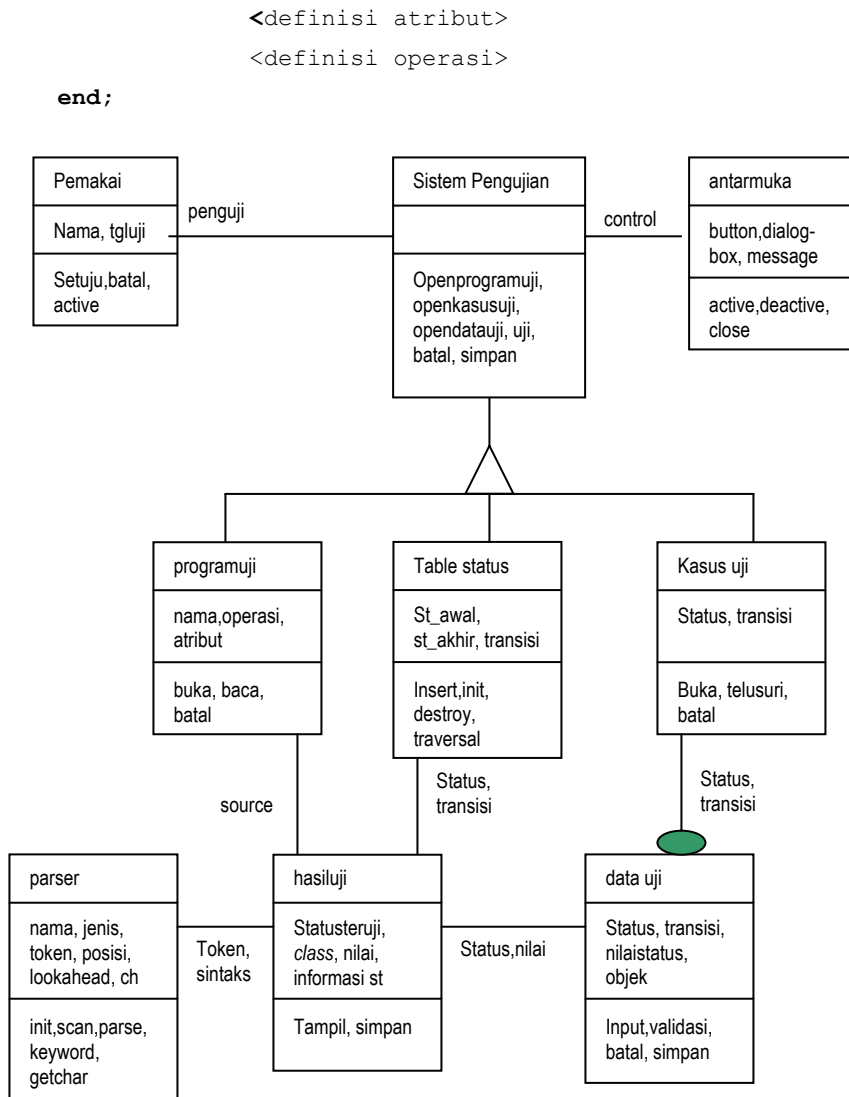 <definisi atribut>
<definisi operasi>
end;
Pemakai
Nama, tgluji
Setuju,batal,
active
penguji
Sistem Pengujian
Openprogramuji,
openkasusuji,
opendatauji, uji,
batal, simpan
control
antarmuka
button,dialog-
box, message
active,deactive,
close
programuji
nama,operasi,
atribut
buka, baca,
batal
Table status
St_awal,
st_akhir, transisi
Insert,init,
destroy,
traversal
Kasus uji
Status, transisi
Buka, telusuri,
batal
source
Status,
transisi
Status,
transisi
parser
nama, jenis,
token, posisi,
lookahead, ch
init,scan,parse,
keyword,
getchar
Token,
sintaks
hasiluji
Statusteruji,
class, nilai,
informasi st
Tampil, simpan
Status,nilai
data uji
Status, transisi,
nilaistatus,
objek
Input,validasi,
batal, simpan